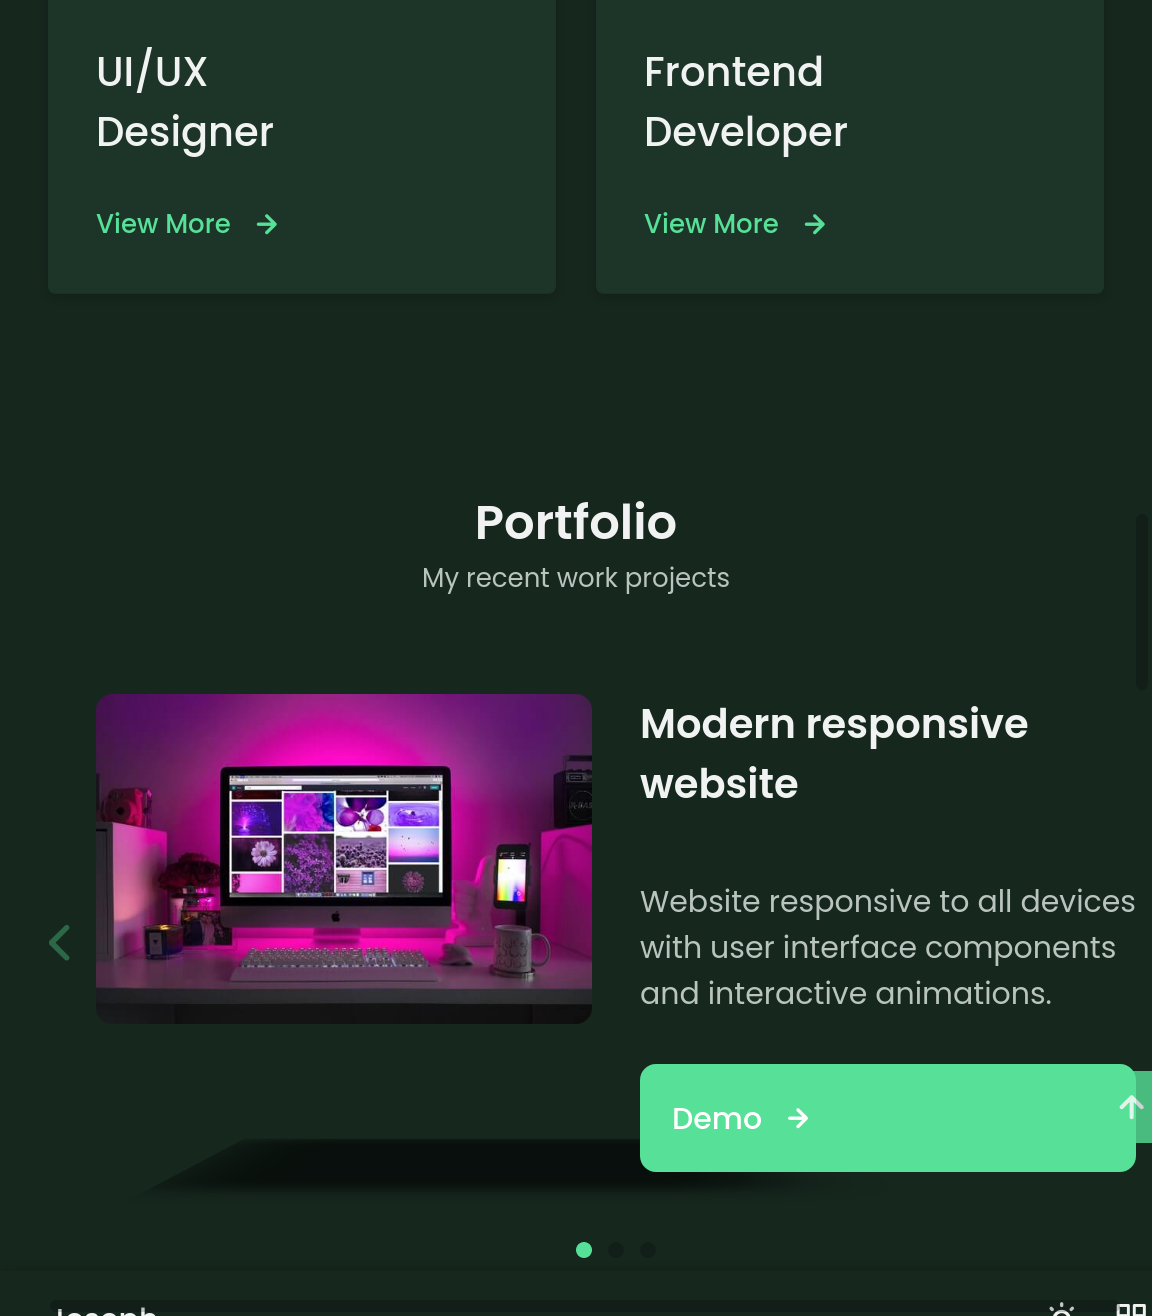 UI/UX
Designer
View More
Frontend
Developer
View More
Portfolio
My recent work projects
Modern responsive
website
Website responsive to all devices
with user interface components
and interactive animations.
Demo
Joseph